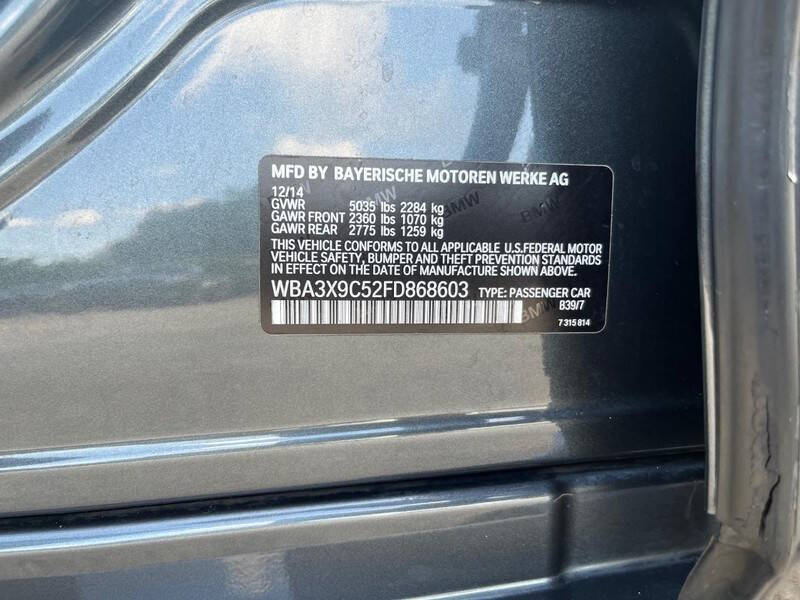 MFD BY BAYERISCHE MOTOREN WERKE AG
12/14
GVWR 5035 lbs 2284 kg
GAWR FRONT 2360 lbs 1070 kg
GAWR REAR 2775 lbs 1259 kg
THIS VEHICLE CONFORMS TO ALL APPLICABLE U.S.FEDERAL MOTOR
VEHICLE SAFETY, BUMPER AND THEFT PREVENTION STANDARDS
IN EFFECT ON THE DATE OF MANUFACTURE SHOWN ABOVE.
WBA3X9C52FD868603 TYPE: PASSENGER CAR
B39/7
7 315 814
BMW
BMW
BMW